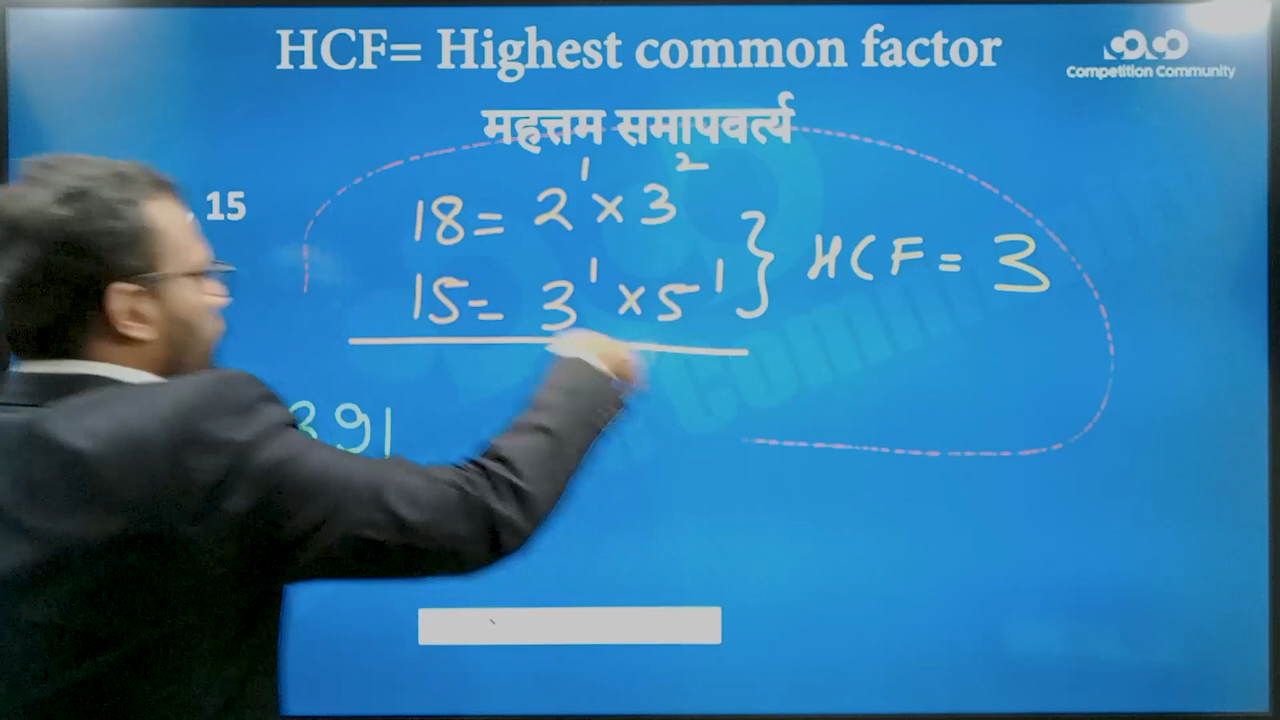 HCF= Highest common factor
Competition Community
महत्तम समापवर्त्य
, 15
18= 2¹ × 3²
15= 3¹ × 5¹ } HCF = 3
391